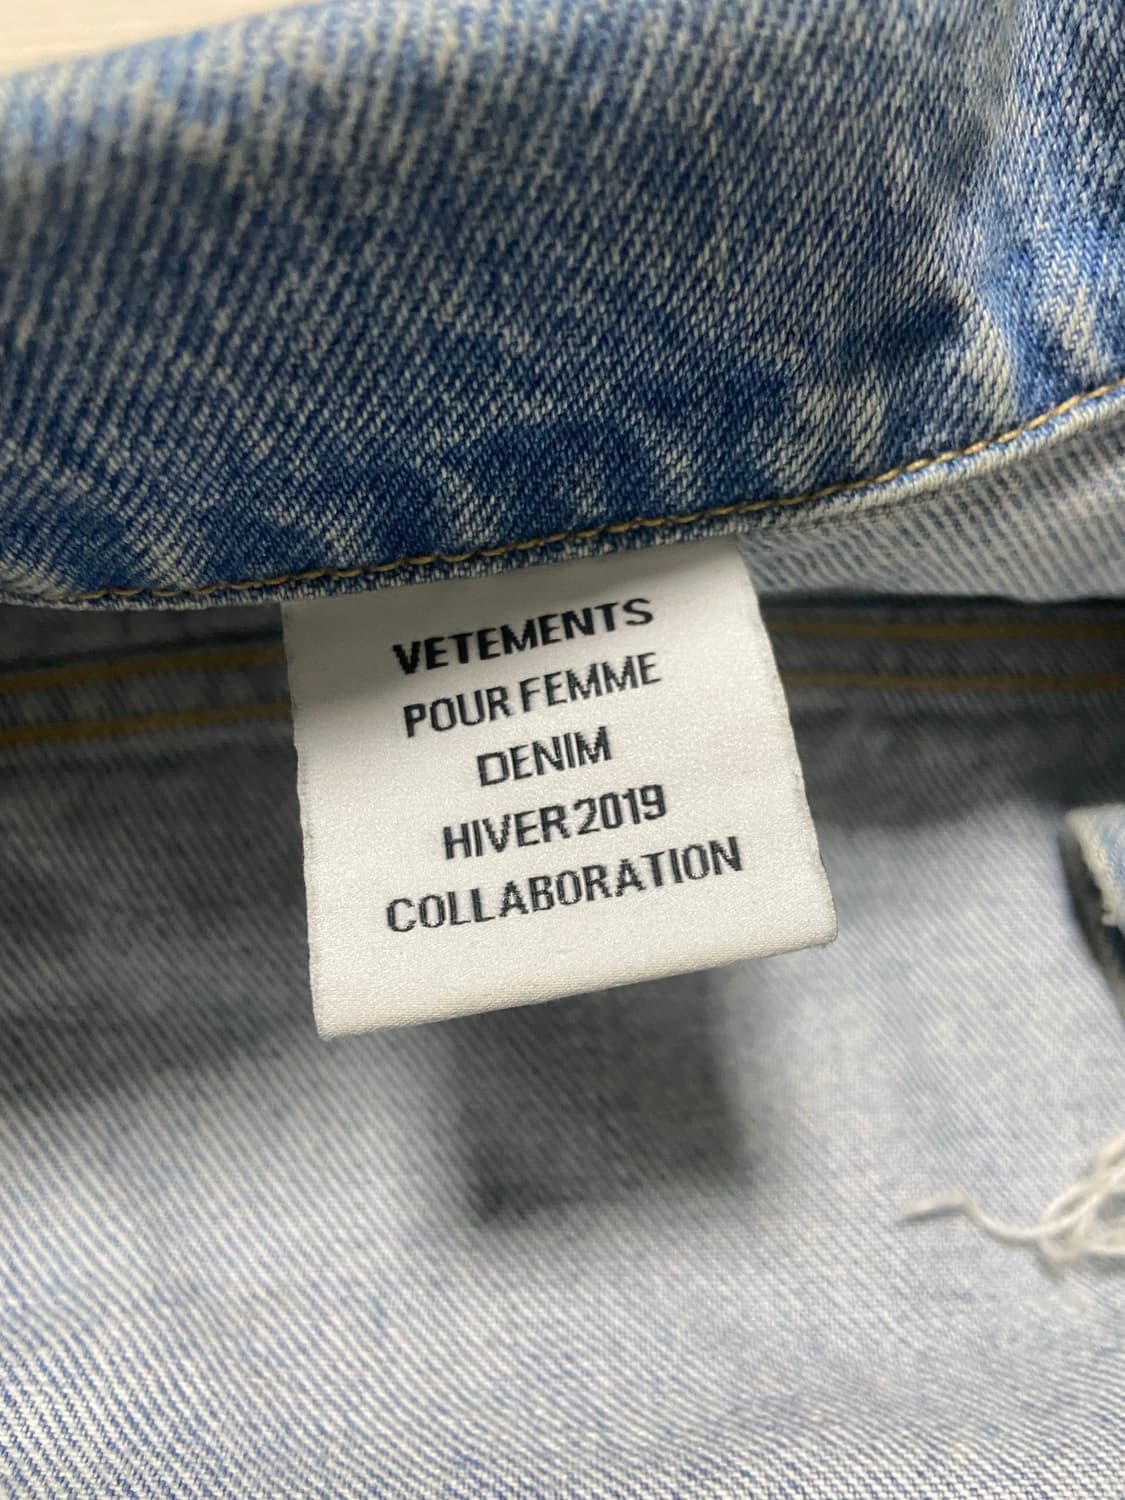 VETEMENTS
POUR FEMME
DENIM
HIVER 2019
COLLABORATION